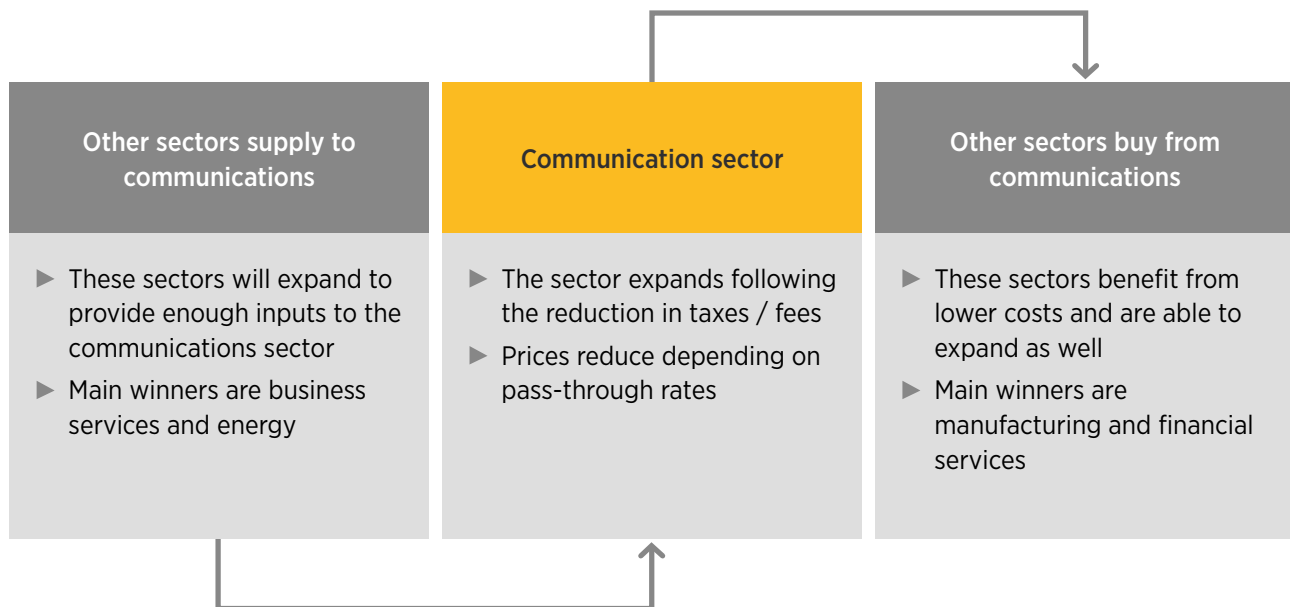 Other sectors supply to
communications
► These sectors will expand to
provide enough inputs to the
communications sector
► Main winners are business
services and energy
Communication sector
► The sector expands following
the reduction in taxes / fees
► Prices reduce depending on
pass-through rates
Other sectors buy from
communications
► These sectors benefit from
lower costs and are able to
expand as well
► Main winners are
manufacturing and financial
services